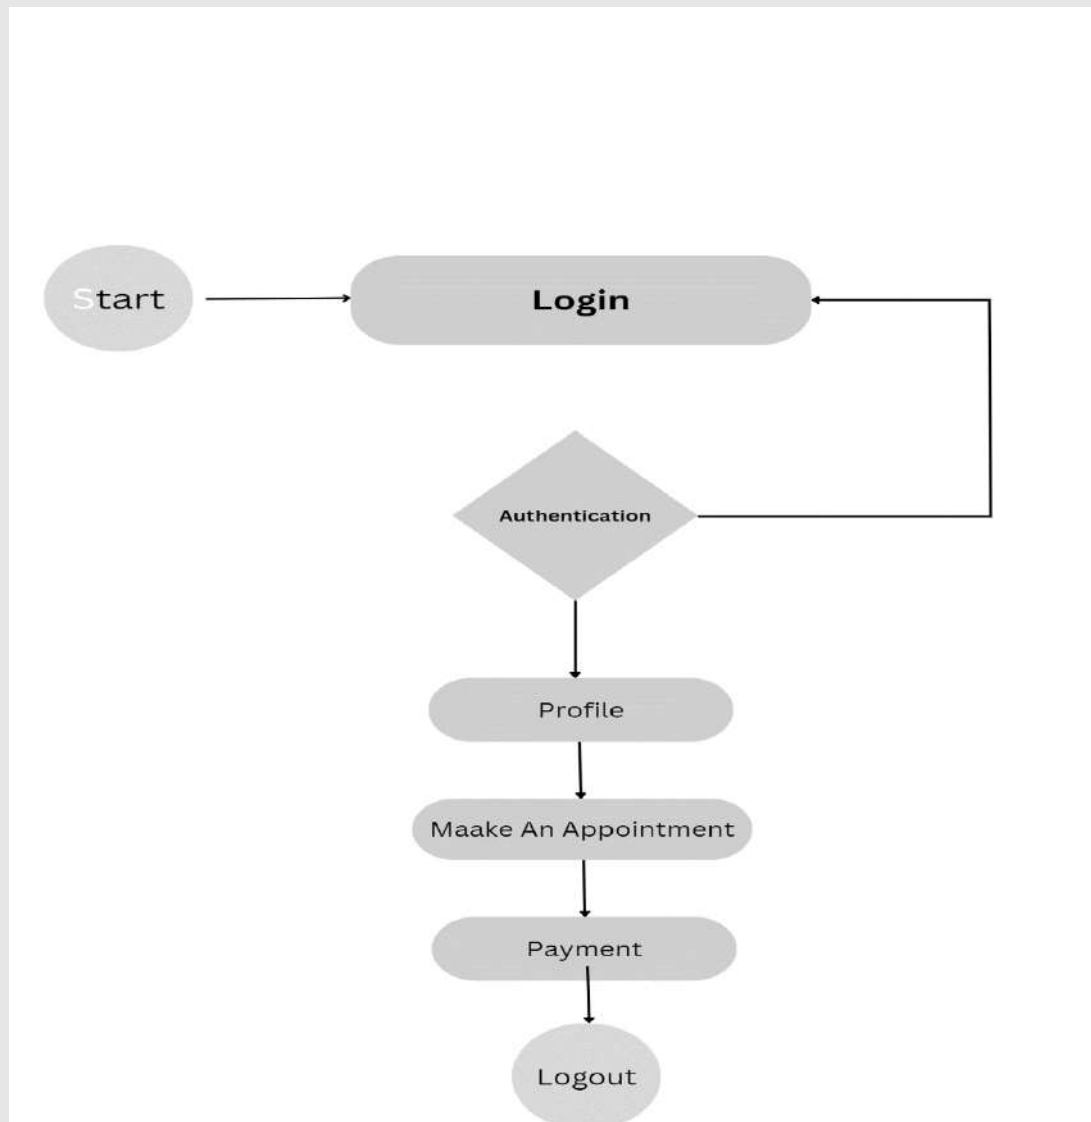 Start
Login
Authentication
Profile
Maake An Appointment
Payment
Logout